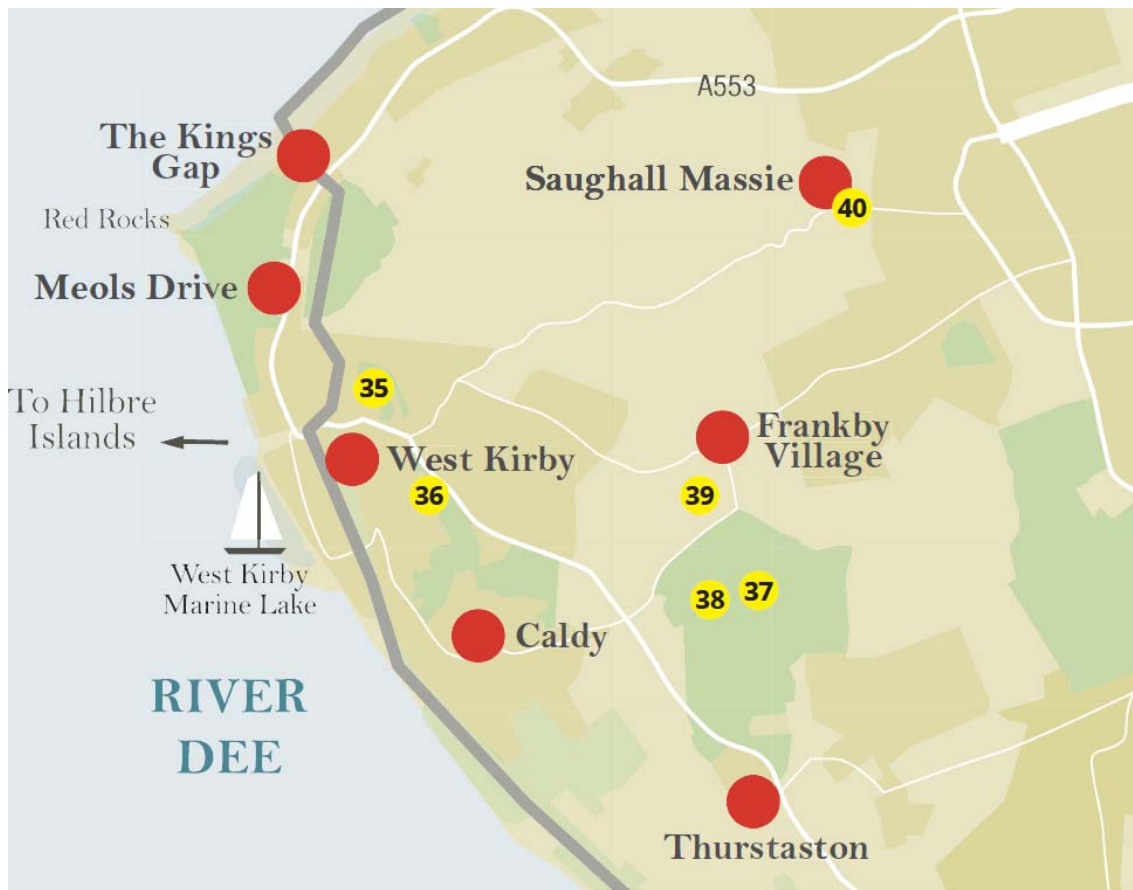 A553
The Kings
Gap
Saughall Massie
40
Red Rocks
Meols Drive
35
To Hilbre
Islands
Frankby
Village
West Kirby
36
39
West Kirby
Marine Lake
38
37
Caldy
RIVER
DEE
Thurstaston